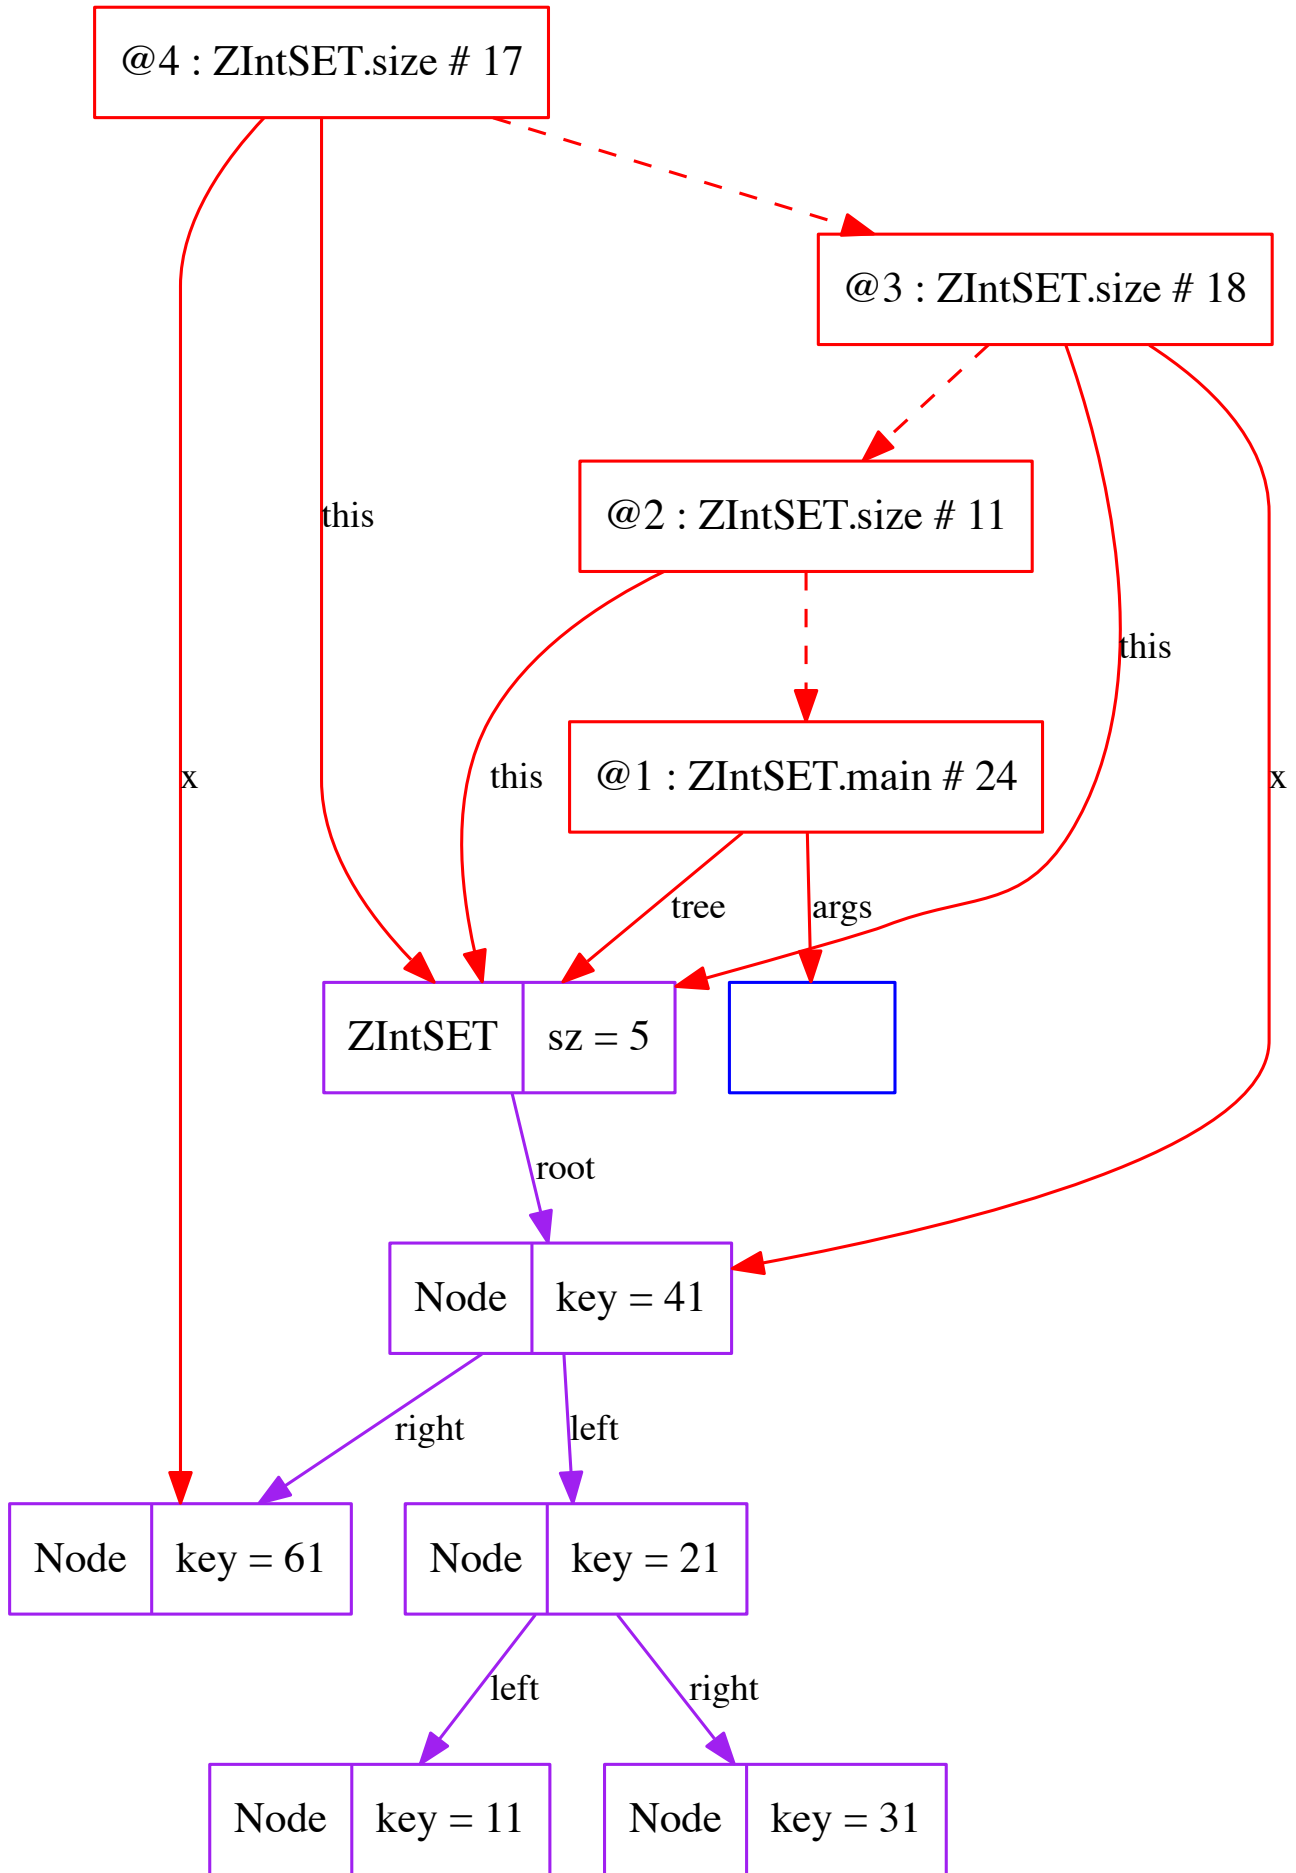 @4 : ZIntSET.size # 17
@3 : ZIntSET.size # 18
this
@2 : ZIntSET.size # 11
this
x
this
@1 : ZIntSET.main # 24
x
tree
args
ZIntSET
sz = 5
root
Node
key = 41
right
left
Node
key = 61
Node
key = 21
left
right
Node
key = 11
Node
key = 31